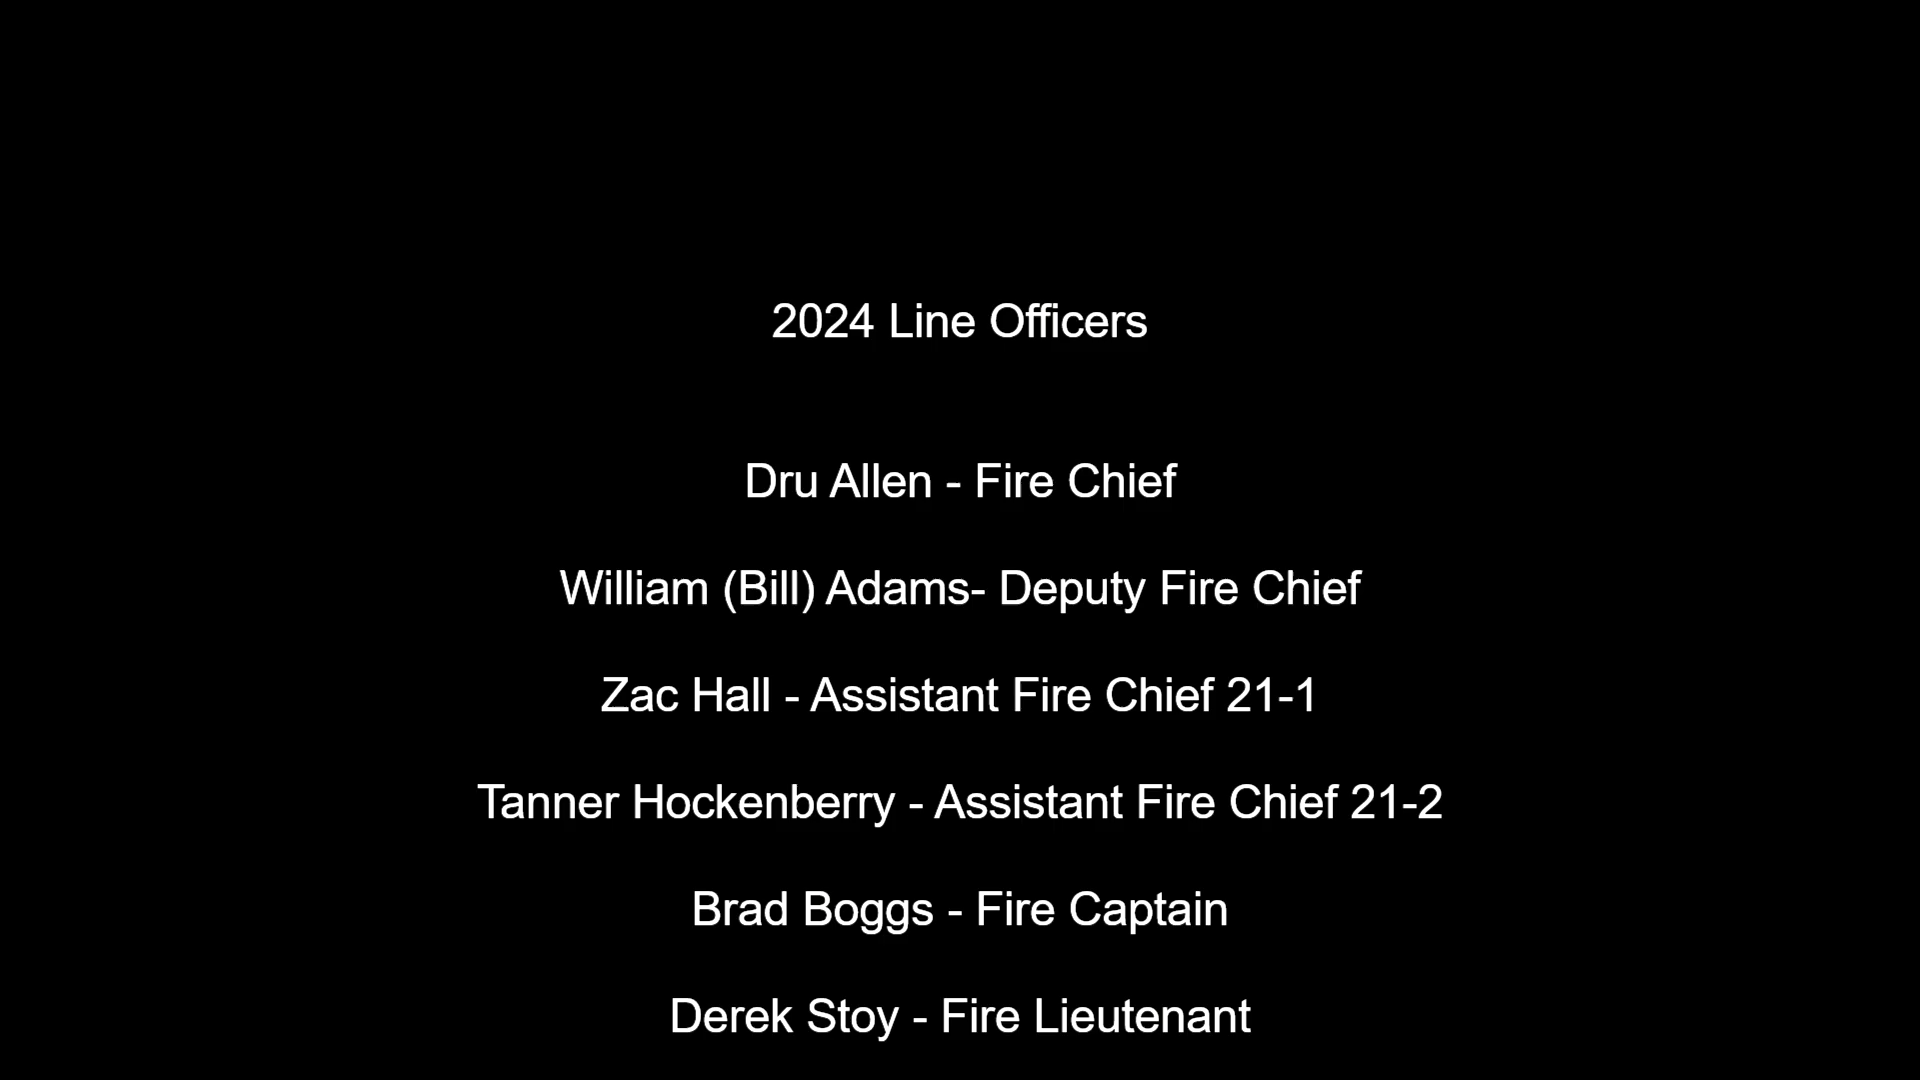 2024 Line Officers
Dru Allen - Fire Chief
William (Bill) Adams- Deputy Fire Chief
Zac Hall - Assistant Fire Chief 21-1
Tanner Hockenberry - Assistant Fire Chief 21-2
Brad Boggs - Fire Captain
Derek Stoy - Fire Lieutenant